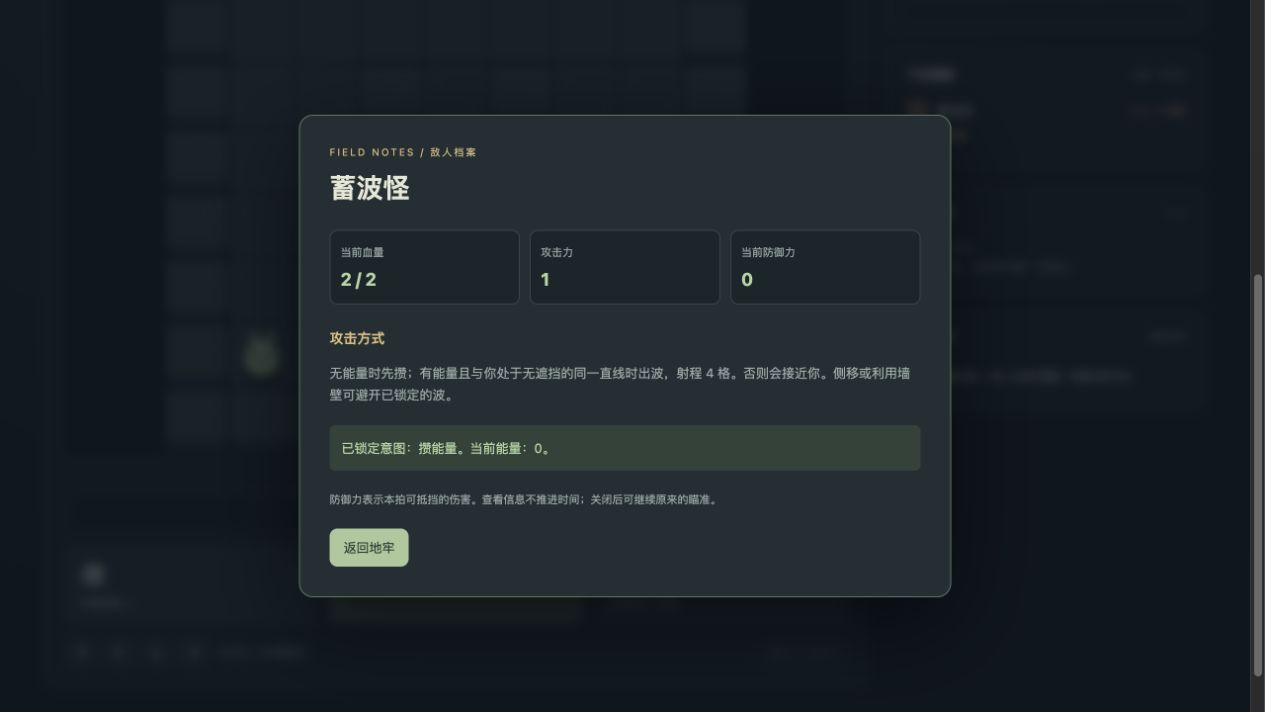 FIELD NOTES / 敌人档案
蓄波怪
当前血量
2 / 2
攻击力
1
当前防御力
0
攻击方式
无能量时先攒；有能量且与你处于无遮挡的同一直线时出波，射程 4 格。否则会接近你。侧移或利用墙
壁可避开已锁定的波。
已锁定意图：攒能量。当前能量：0。
防御力表示本拍可抵挡的伤害。查看信息不推进时间；关闭后可继续原来的瞄准。
返回地牢